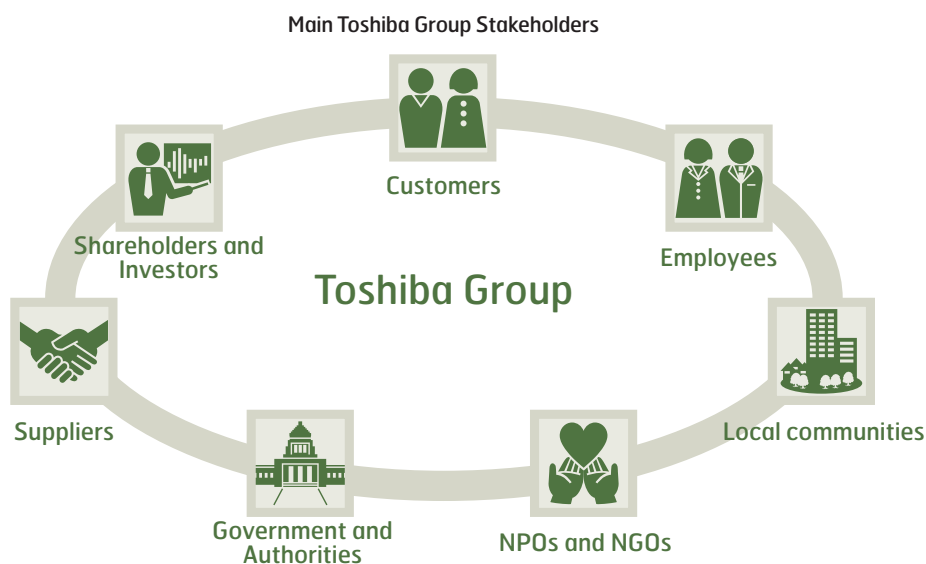 Main Toshiba Group Stakeholders
Customers
Shareholders and
Investors
Employees
Toshiba Group
Suppliers
Local communities
Government and
Authorities
NPOs and NGOs